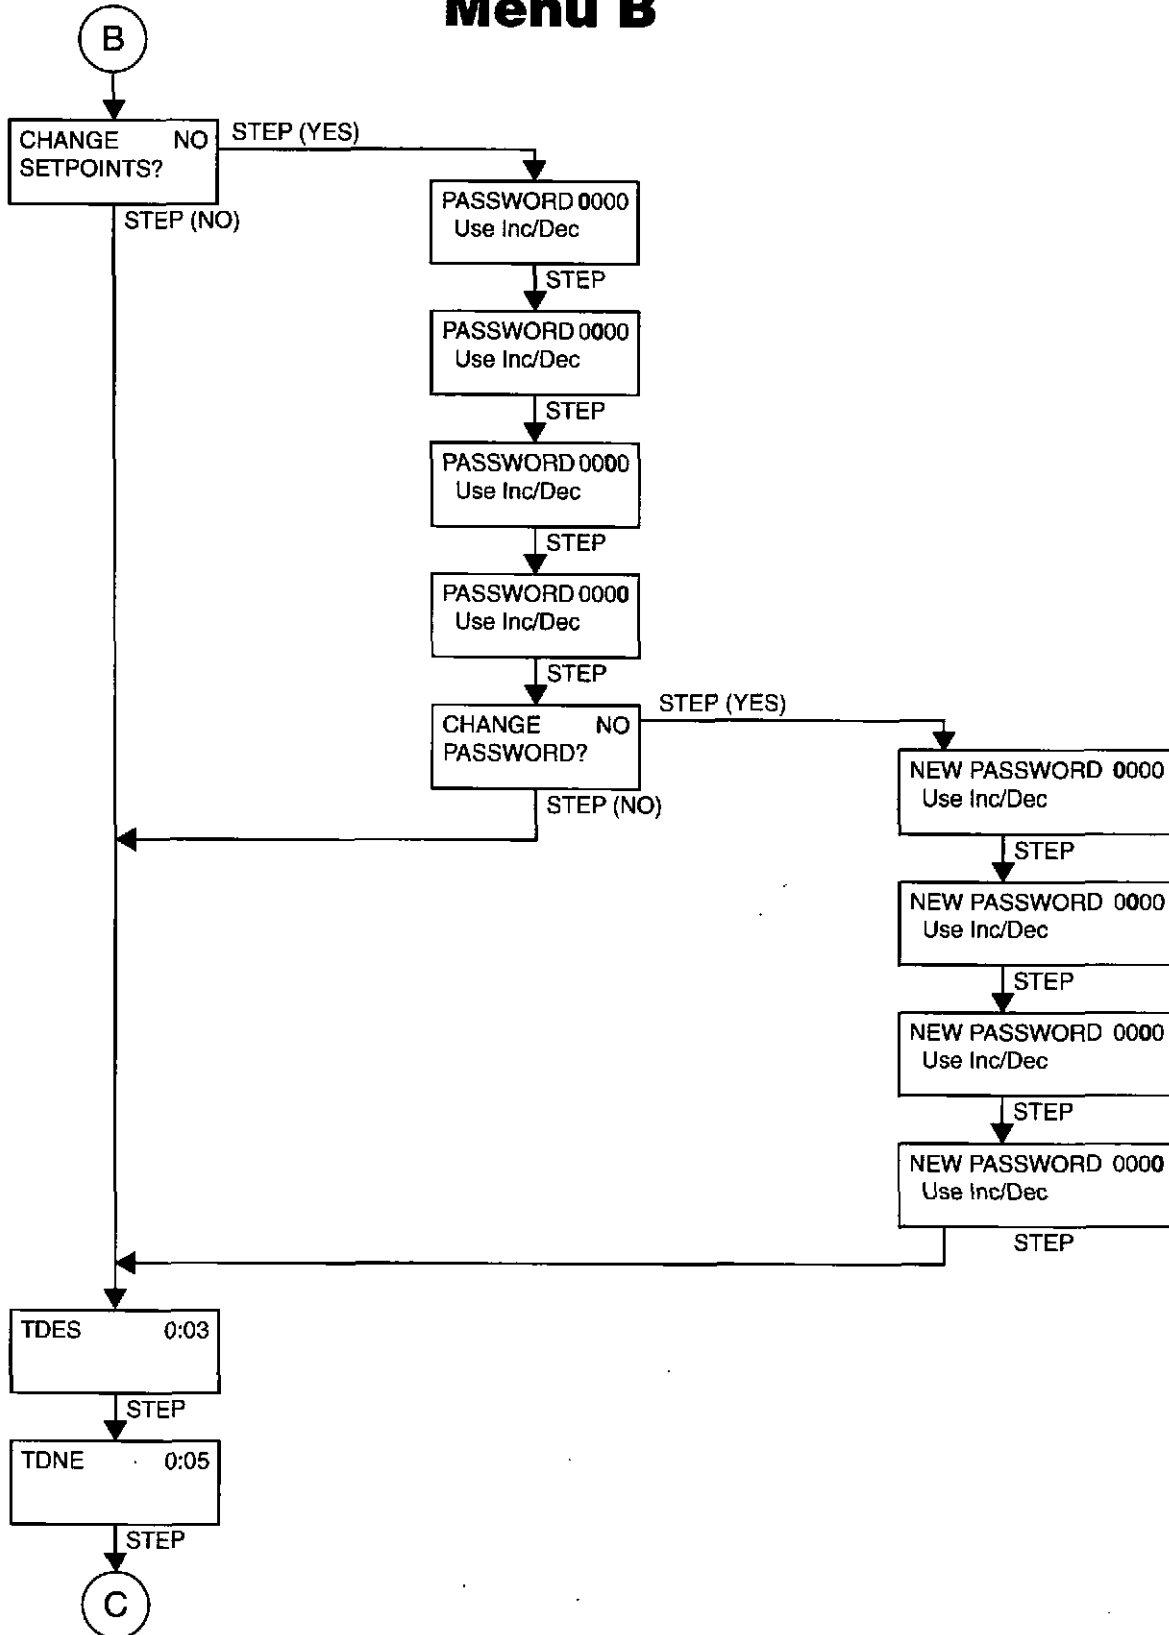 Menu B
B
CHANGE NO
SETPOINTS?
STEP (YES)
STEP (NO)
PASSWORD 0000
Use Inc/Dec
STEP
PASSWORD 0000
Use Inc/Dec
STEP
PASSWORD 0000
Use Inc/Dec
STEP
PASSWORD 0000
Use Inc/Dec
STEP
CHANGE NO
PASSWORD?
STEP (YES)
STEP (NO)
NEW PASSWORD 0000
Use Inc/Dec
STEP
NEW PASSWORD 0000
Use Inc/Dec
STEP
NEW PASSWORD 0000
Use Inc/Dec
STEP
NEW PASSWORD 0000
Use Inc/Dec
STEP
TDES 0:03
STEP
TDNE 0:05
STEP
C